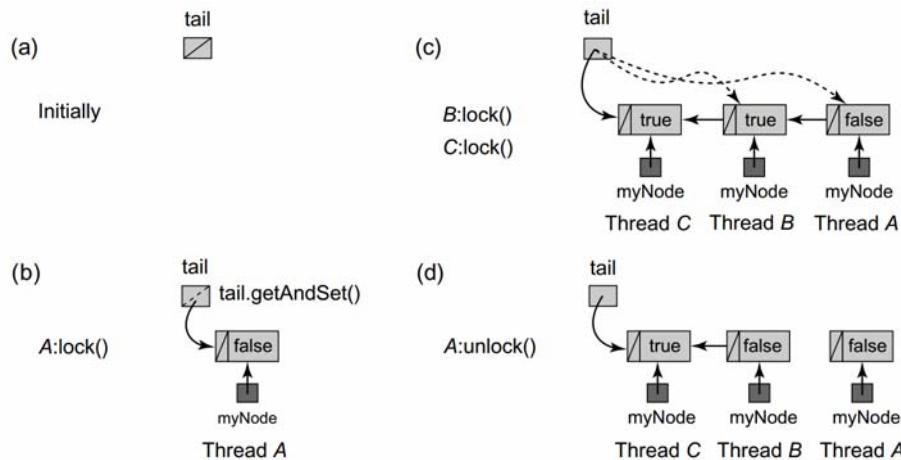 (a)
tail
Initially
(b)
tail
tail.getAndSet()
A:lock()
false
myNode
Thread A
(c)
tail
B:lock()
C:lock()
true
true
false
myNode
myNode
myNode
Thread C
Thread B
Thread A
(d)
tail
A:unlock()
true
false
false
myNode
myNode
myNode
Thread C
Thread B
Thread A